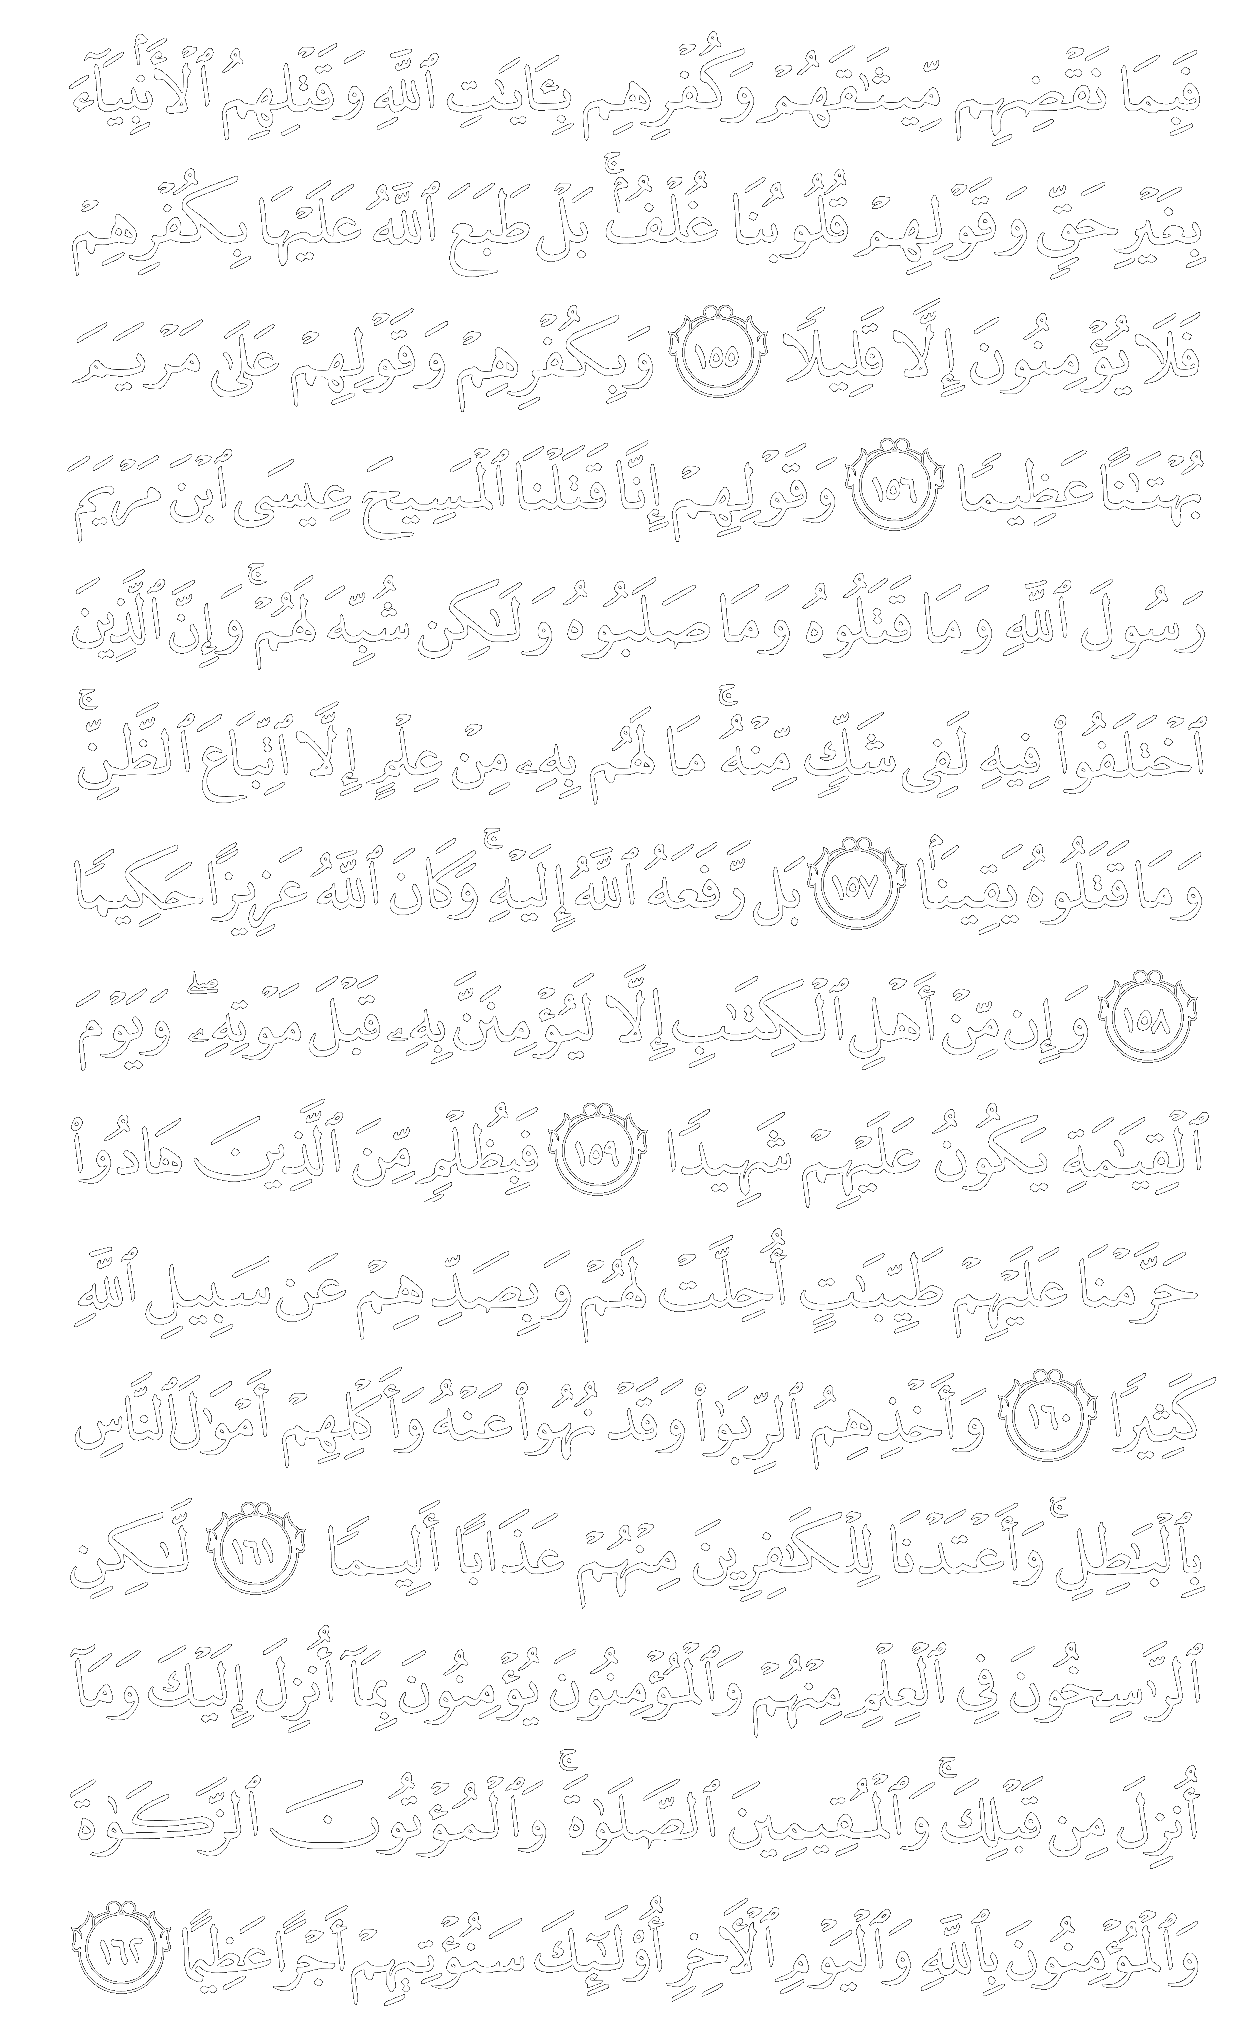 فَبِمَا نَقْضِهِم مِّيثَٰقَهُمْ وَكُفْرِهِم بِـَٔايَٰتِ ٱللَّهِ وَقَتْلِهِمُ ٱلْأَنۢبِيَآءَ
بِغَيْرِ حَقٍّ وَقَوْلِهِمْ قُلُوبُنَا غُلْفٌۢ ۚ بَلْ طَبَعَ ٱللَّهُ عَلَيْهَا بِكُفْرِهِمْ
فَلَا يُؤْمِنُونَ إِلَّا قَلِيلًا ١٥٥ وَبِكُفْرِهِمْ وَقَوْلِهِمْ عَلَىٰ مَرْيَمَ
بُهْتَٰنًا عَظِيمًا ١٥٦ وَقَوْلِهِمْ إِنَّا قَتَلْنَا ٱلْمَسِيحَ عِيسَى ٱبْنَ مَرْيَمَ
رَسُولَ ٱللَّهِ وَمَا قَتَلُوهُ وَمَا صَلَبُوهُ وَلَٰكِن شُبِّهَ لَهُمْ ۚ وَإِنَّ ٱلَّذِينَ
ٱخْتَلَفُوا۟ فِيهِ لَفِى شَكٍّ مِّنْهُ ۚ مَا لَهُم بِهِۦ مِنْ عِلْمٍ إِلَّا ٱتِّبَاعَ ٱلظَّنِّ ۚ
وَمَا قَتَلُوهُ يَقِينًۢا ١٥٧ بَل رَّفَعَهُ ٱللَّهُ إِلَيْهِ ۚ وَكَانَ ٱللَّهُ عَزِيزًا حَكِيمًا
١٥٨ وَإِن مِّنْ أَهْلِ ٱلْكِتَٰبِ إِلَّا لَيُؤْمِنَنَّ بِهِۦ قَبْلَ مَوْتِهِۦ ۖ وَيَوْمَ
ٱلْقِيَٰمَةِ يَكُونُ عَلَيْهِمْ شَهِيدًا ١٥٩ فَبِظُلْمٍ مِّنَ ٱلَّذِينَ هَادُوا۟
حَرَّمْنَا عَلَيْهِمْ طَيِّبَٰتٍ أُحِلَّتْ لَهُمْ وَبِصَدِّهِمْ عَن سَبِيلِ ٱللَّهِ
كَثِيرًا ١٦٠ وَأَخْذِهِمُ ٱلرِّبَوٰا۟ وَقَدْ نُهُوا۟ عَنْهُ وَأَكْلِهِمْ أَمْوَٰلَ ٱلنَّاسِ
بِٱلْبَٰطِلِ ۚ وَأَعْتَدْنَا لِلْكَٰفِرِينَ مِنْهُمْ عَذَابًا أَلِيمًا ١٦١ لَّٰكِنِ
ٱلرَّٰسِخُونَ فِى ٱلْعِلْمِ مِنْهُمْ وَٱلْمُؤْمِنُونَ يُؤْمِنُونَ بِمَآ أُنزِلَ إِلَيْكَ وَمَآ
أُنزِلَ مِن قَبْلِكَ ۚ وَٱلْمُقِيمِينَ ٱلصَّلَوٰةَ ۚ وَٱلْمُؤْتُونَ ٱلزَّكَوٰةَ
وَٱلْمُؤْمِنُونَ بِٱللَّهِ وَٱلْيَوْمِ ٱلْـَٔاخِرِ أُو۟لَٰٓئِكَ سَنُؤْتِيهِمْ أَجْرًا عَظِيمًا ١٦٢